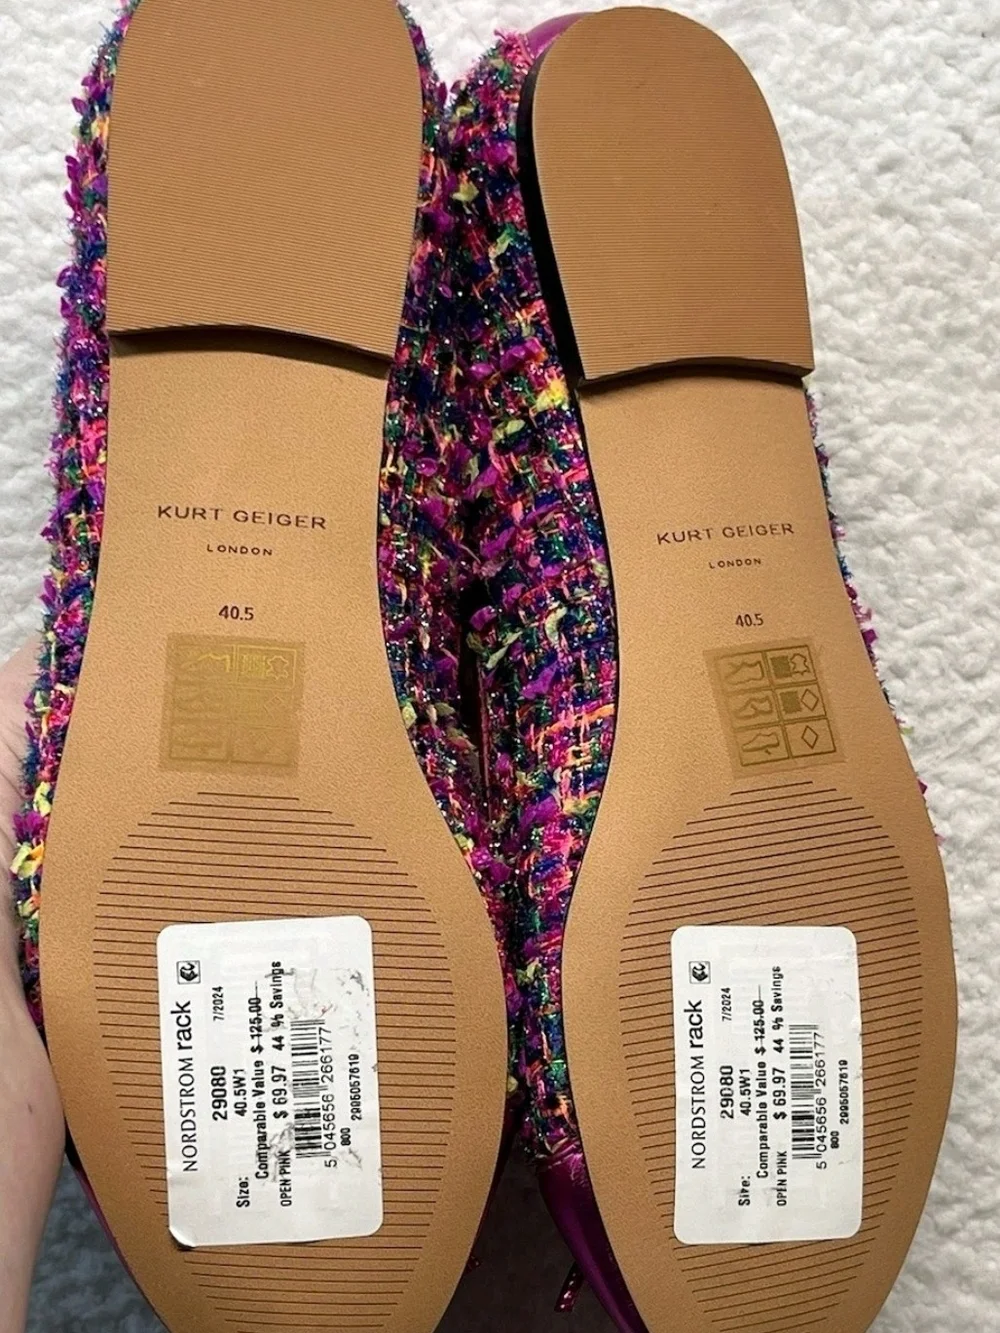 KURT GEIGER
LONDON
40.5
NORDSTROM rack
7/2024
29080
Size: 40.5W1
Comparable Value $ 125.00
$ 69.97 44 % Savings
OPEN PINK
5 045656 266177
800 2995057619
KURT GEIGER
LONDON
40.5
NORDSTROM rack
7/2024
29080
Size: 40.5W1
Comparable Value $ 125.00
$ 69.97 44 % Savings
OPEN PINK
5 045656 266177
800 2995057619